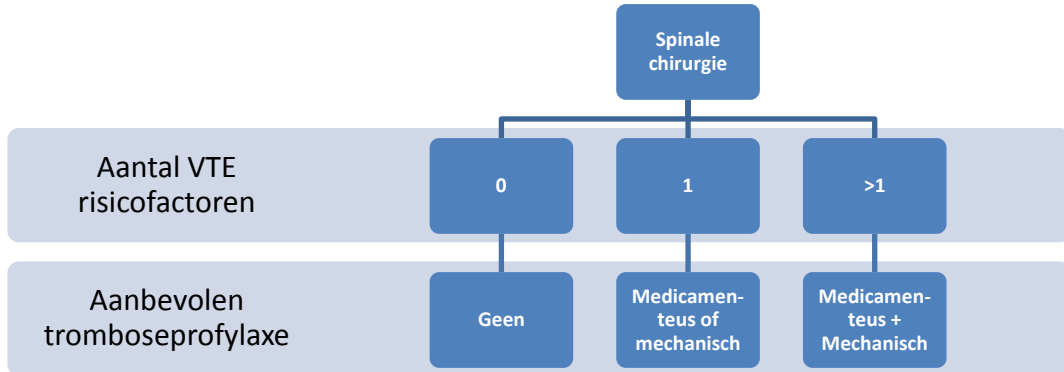 Spinale
chirurgie
Aantal VTE
risicofactoren
0
1
>1
Aanbevolen
tromboseprofylaxe
Geen
Medicamen-
teus of
mechanisch
Medicamen-
teus +
Mechanisch